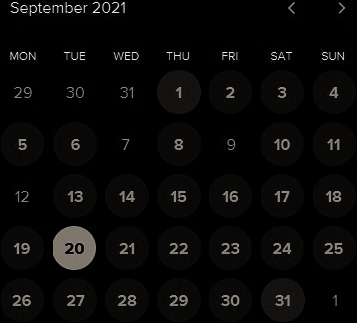 September 2021
MON TUE WED THU FRI SAT SUN
29 30 31 1 2 3 4
5 6 7 8 9 10 11
12 13 14 15 16 17 18
19 20 21 22 23 24 25
26 27 28 29 30 31 1